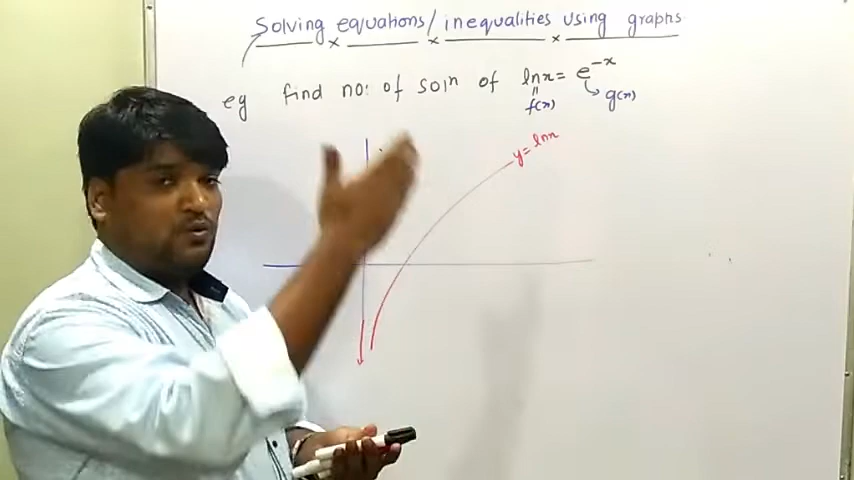 Solving equations/inequalities using graphs
eg find no: of solⁿ of lnx = e⁻ˣ
f(x)
g(x)
y=lnx